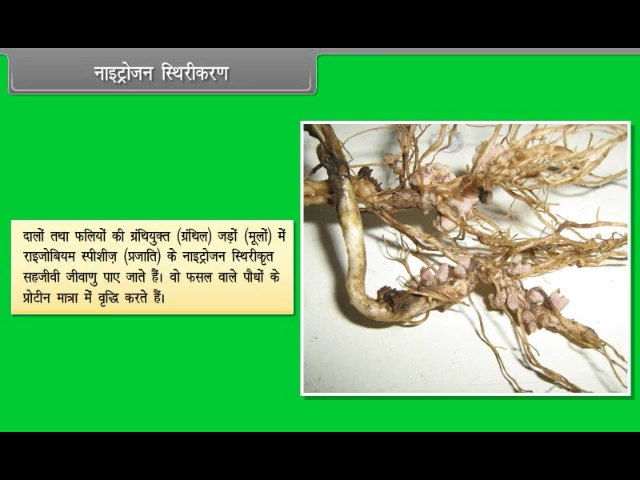 नाइट्रोजन स्थिरीकरण
दालों तथा फलियों की ग्रंथियुक्त (ग्रंथिल) जड़ों (मूलों) में
राइजोबियम स्पीशीज़ (प्रजाति) के नाइट्रोजन स्थिरीकृत
सहजीवी जीवाणु पाए जाते हैं। वो फसल वाले पौघों के
प्रोटीन मात्रा में वृद्धि करते हैं।